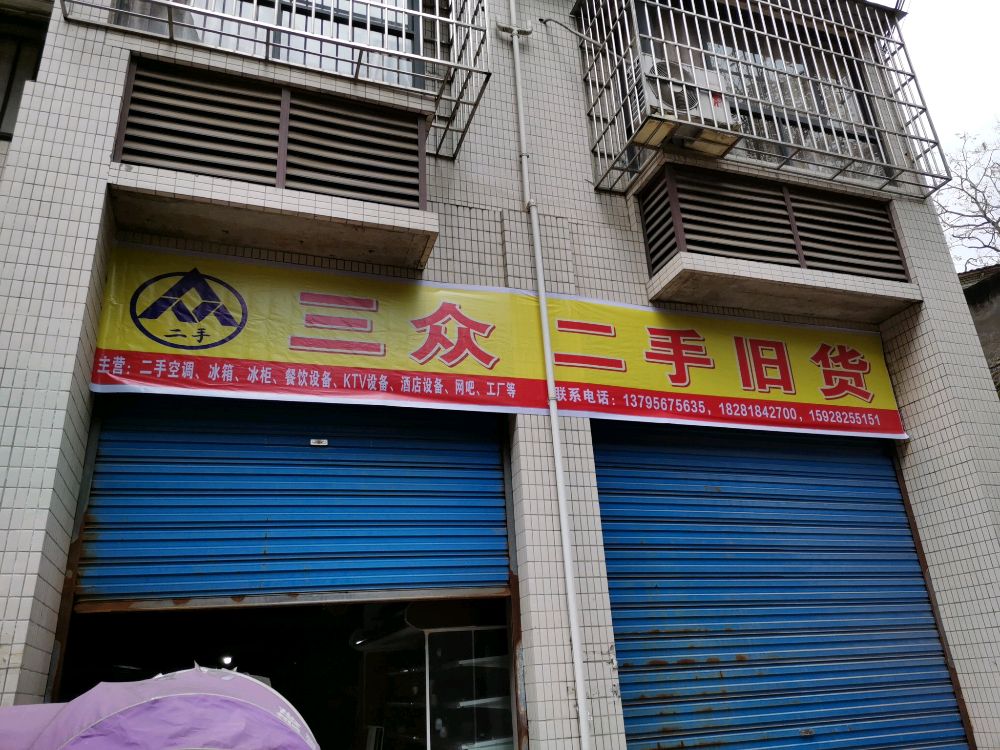 二手
三众二手旧货
主营：二手空调、冰箱、冰柜、餐饮设备、KTV设备、酒店设备、网吧、工厂等
联系电话：13795675635，18281842700，15928255151